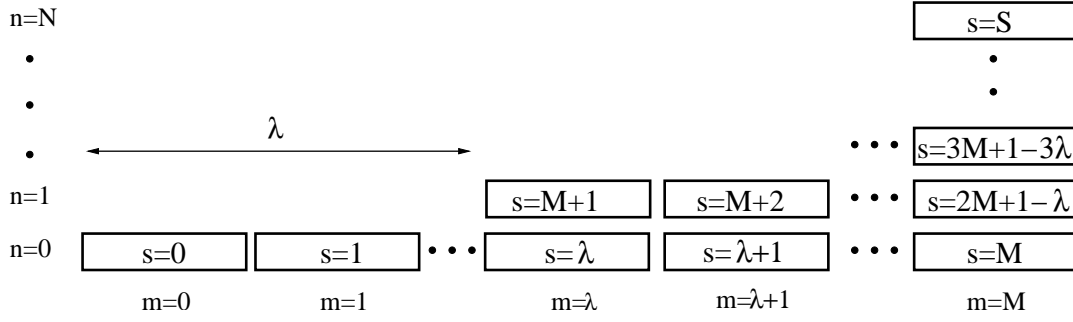 n=N s=S
λ
s=3M+1−3λ
n=1 s=M+1 s=M+2 s=2M+1−λ
n=0 s=0 s=1 s=λ s=λ+1 s=M
m=0 m=1 m=λ m=λ+1 m=M